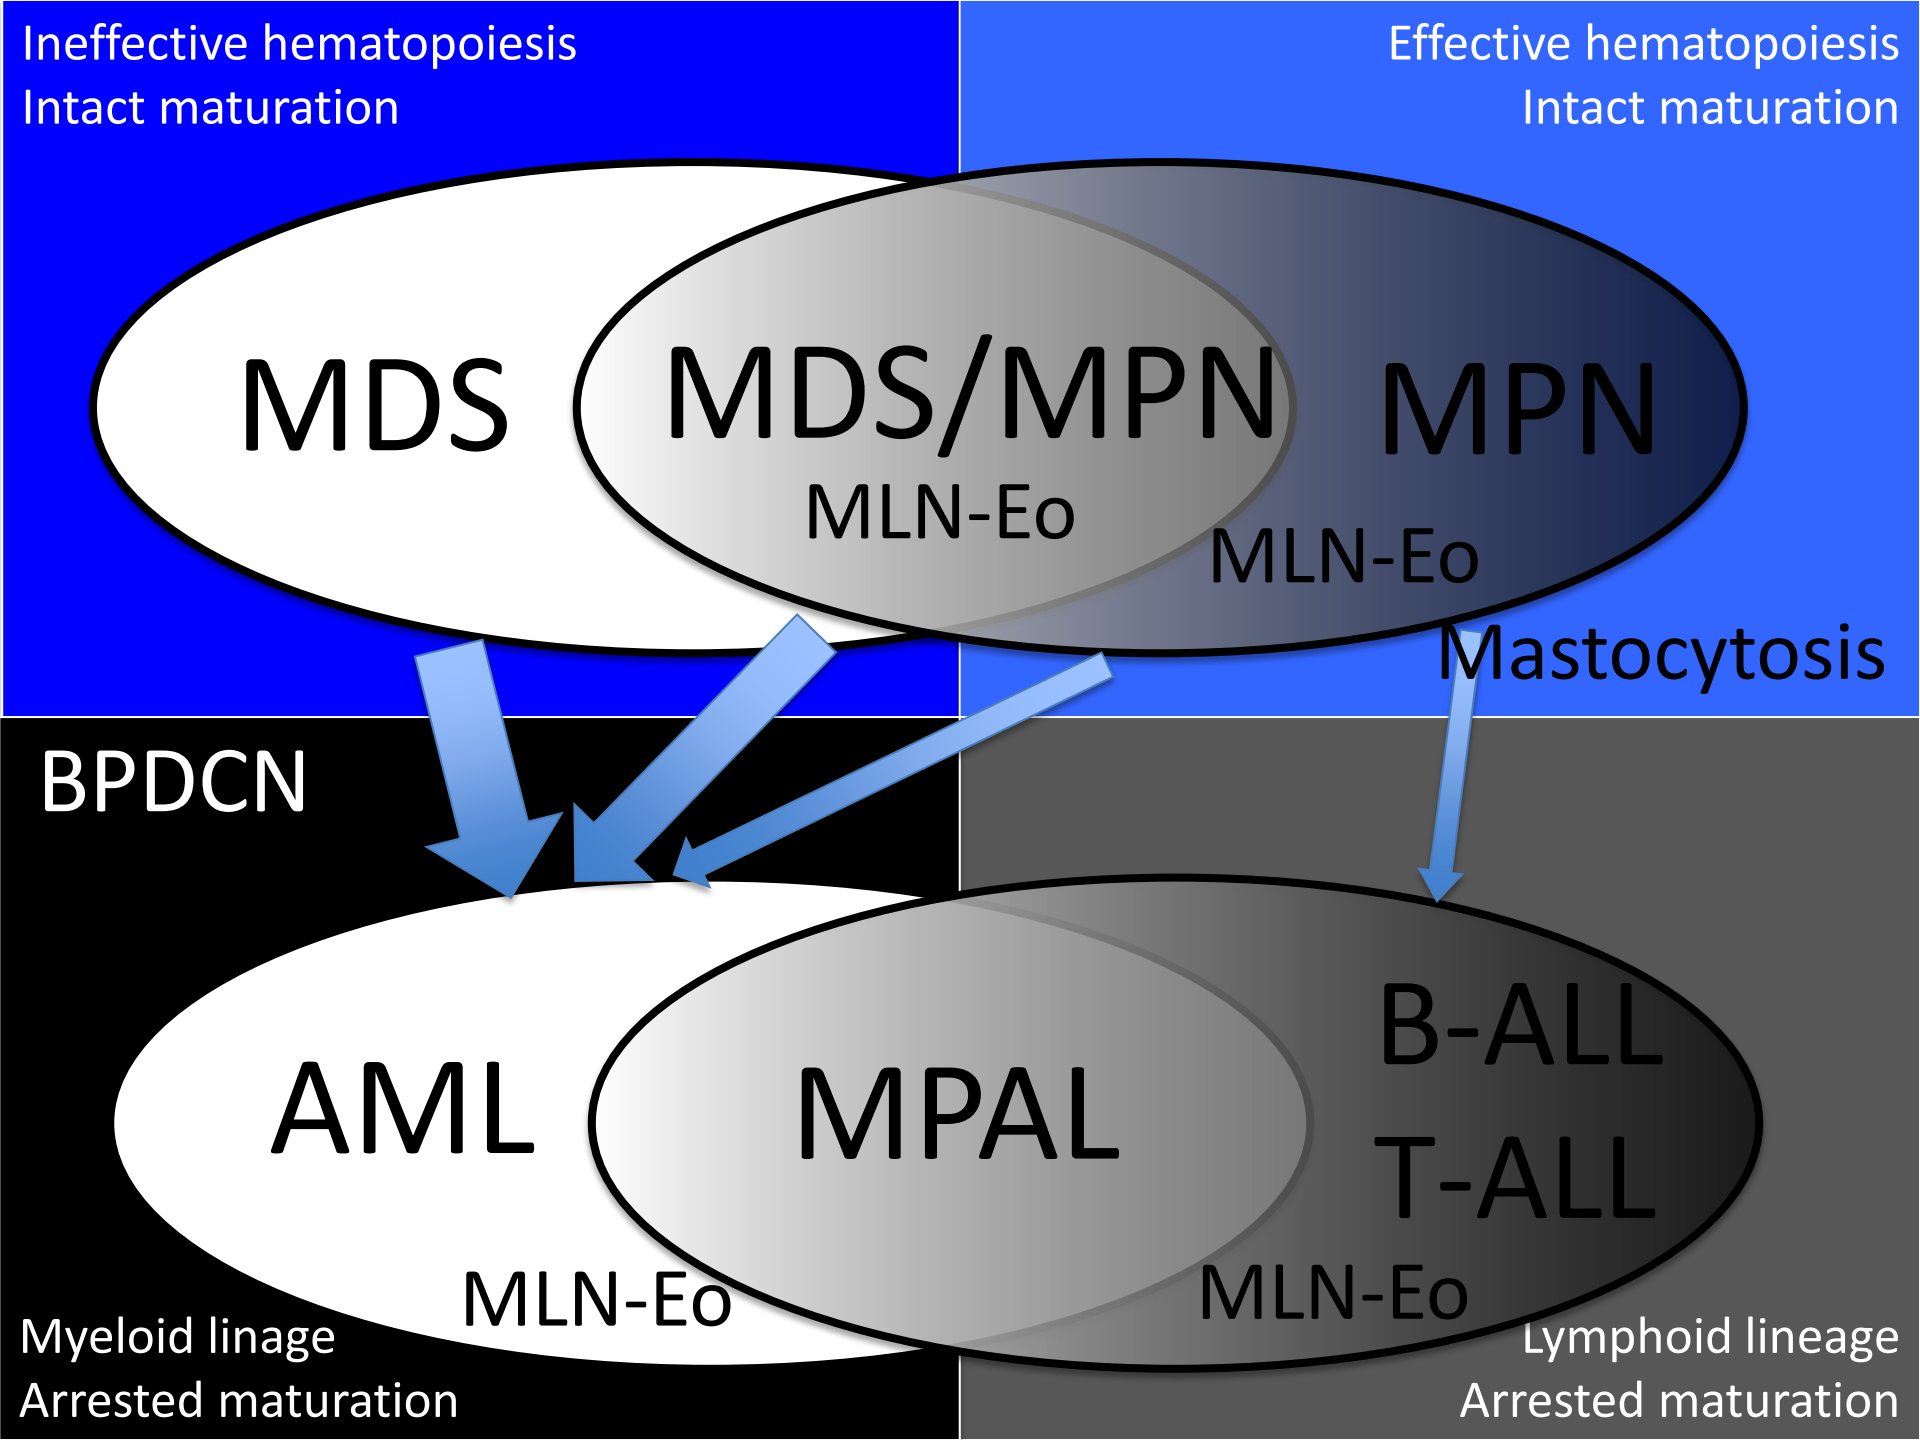 Ineffective hematopoiesis
Intact maturation
Effective hematopoiesis
Intact maturation
MDS
MDS/MPN
MPN
MLN-Eo
MLN-Eo
Mastocytosis
BPDCN
AML
MPAL
B-ALL
T-ALL
MLN-Eo
MLN-Eo
Myeloid linage
Arrested maturation
Lymphoid lineage
Arrested maturation